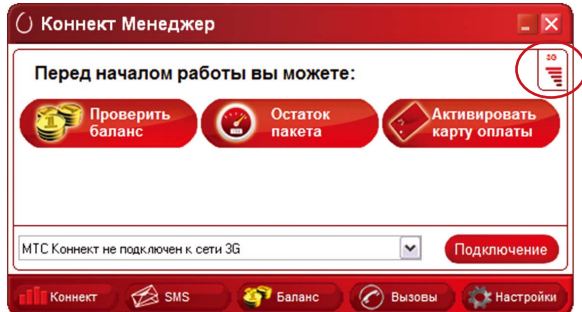 Коннект Менеджер
3G
Перед началом работы вы можете:
Проверить
баланс
Остаток
пакета
Активировать
карту оплаты
МТС Коннект не подключен к сети 3G
Подключение
Коннект
SMS
Баланс
Вызовы
Настройки